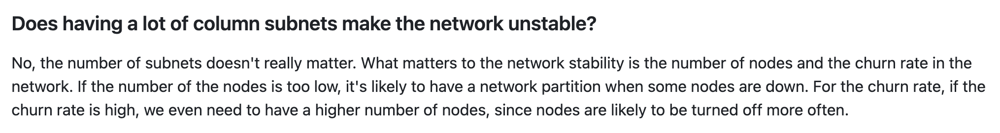 Does having a lot of column subnets make the network unstable?
No, the number of subnets doesn't really matter. What matters to the network stability is the number of nodes and the churn rate in the
network. If the number of the nodes is too low, it's likely to have a network partition when some nodes are down. For the churn rate, if the
churn rate is high, we even need to have a higher number of nodes, since nodes are likely to be turned off more often.